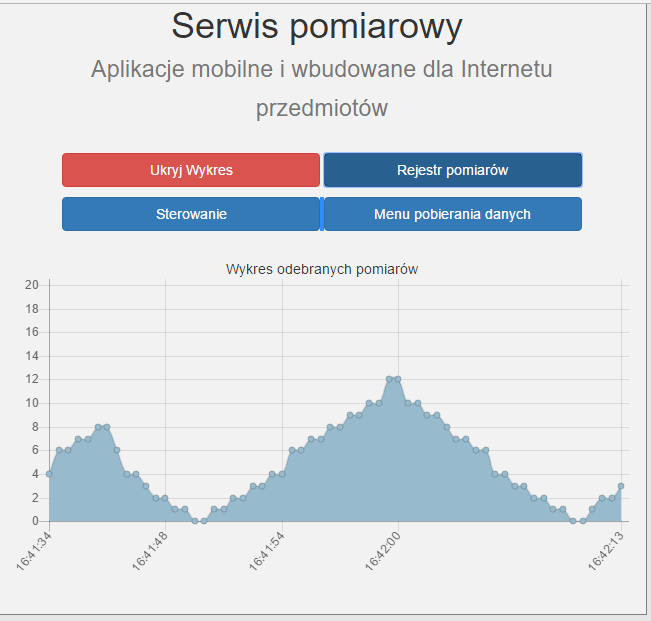 Serwis pomiarowy
Aplikacje mobilne i wbudowane dla Internetu
przedmiotów
Ukryj Wykres
Rejestr pomiarów
Sterowanie
Menu pobierania danych
Wykres odebranych pomiarów
20
18
16
14
12
10
8
6
4
2
0
16:41:34
16:41:48
16:41:54
16:42:00
16:42:13